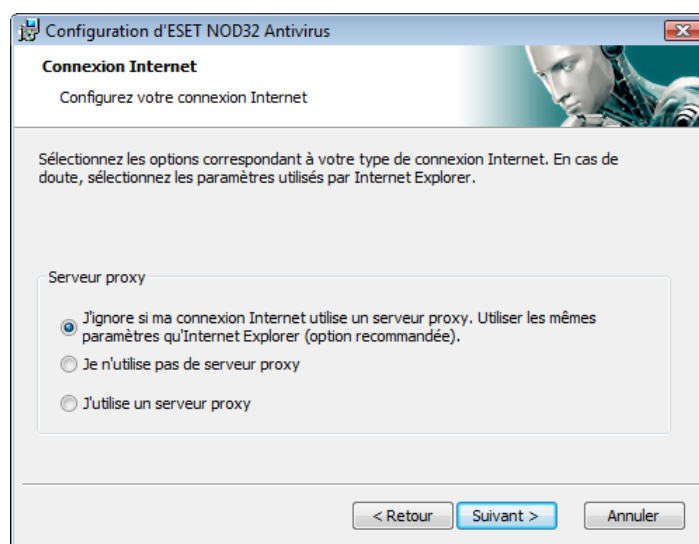 Configuration d'ESET NOD32 Antivirus
Connexion Internet
Configurez votre connexion Internet
Sélectionnez les options correspondant à votre type de connexion Internet. En cas de
doute, sélectionnez les paramètres utilisés par Internet Explorer.
Serveur proxy
J'ignore si ma connexion Internet utilise un serveur proxy. Utiliser les mêmes
paramètres qu'Internet Explorer (option recommandée).
Je n'utilise pas de serveur proxy
J'utilise un serveur proxy
< Retour
Suivant >
Annuler